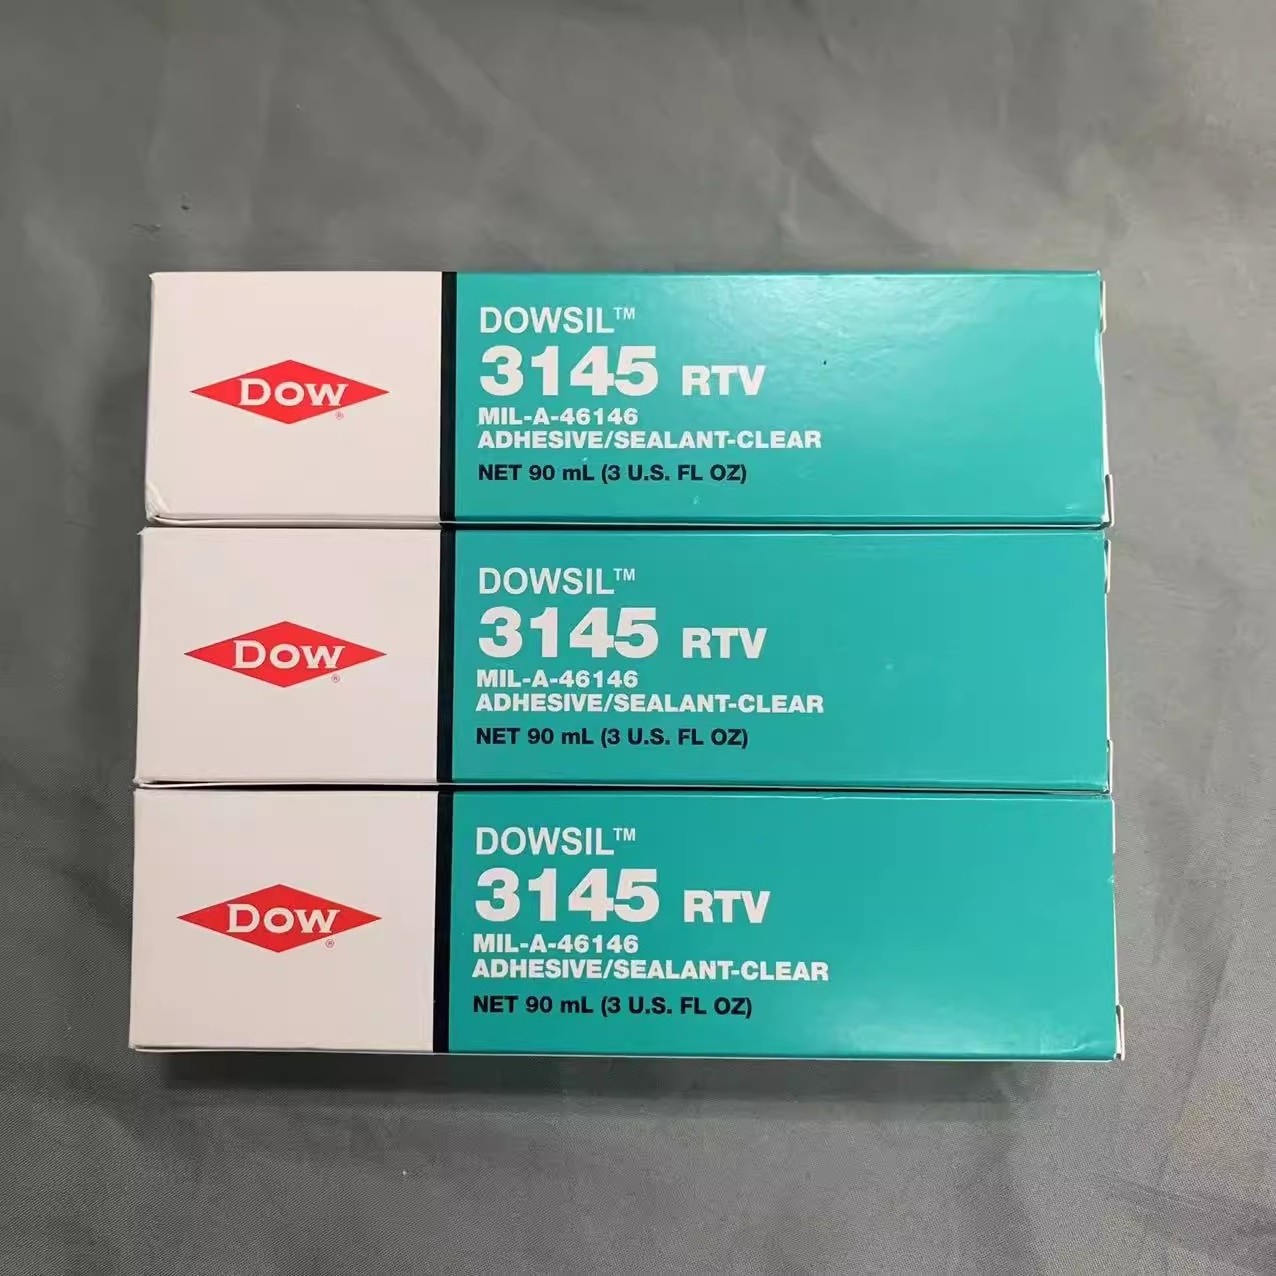 DOW®
DOWSIL™
3145 RTV
MIL-A-46146
ADHESIVE/SEALANT-CLEAR
NET 90 mL (3 U.S. FL OZ)
DOW®
DOWSIL™
3145 RTV
MIL-A-46146
ADHESIVE/SEALANT-CLEAR
NET 90 mL (3 U.S. FL OZ)
DOW®
DOWSIL™
3145 RTV
MIL-A-46146
ADHESIVE/SEALANT-CLEAR
NET 90 mL (3 U.S. FL OZ)